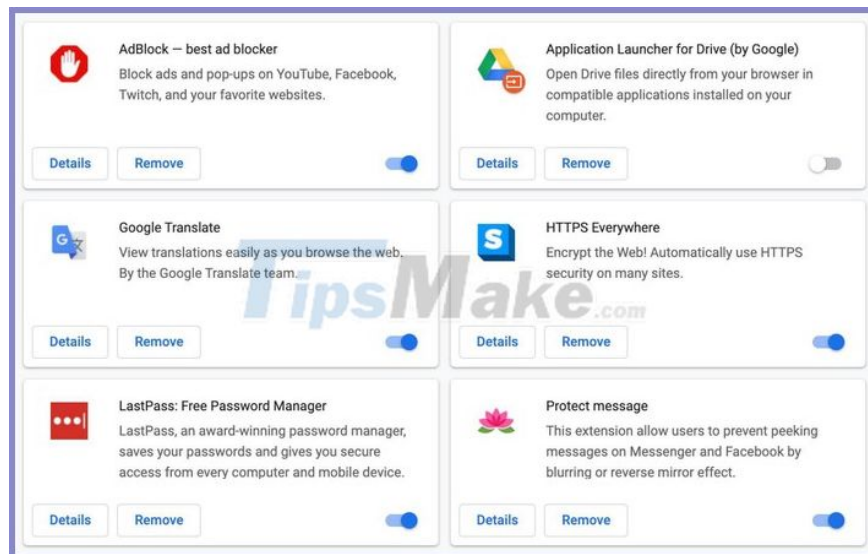 AdBlock — best ad blocker
Block ads and pop-ups on YouTube, Facebook,
Twitch, and your favorite websites.
Details
Remove
Application Launcher for Drive (by Google)
Open Drive files directly from your browser in
compatible applications installed on your
computer.
Details
Remove
G
Google Translate
View translations easily as you browse the web.
By the Google Translate team.
Details
Remove
S
HTTPS Everywhere
Encrypt the Web! Automatically use HTTPS
security on many sites.
Details
Remove
TipsMake.com
LastPass: Free Password Manager
LastPass, an award-winning password manager,
saves your passwords and gives you secure
access from every computer and mobile device.
Details
Remove
Protect message
This extension allow users to prevent peeking
messages on Messenger and Facebook by
blurring or reverse mirror effect.
Details
Remove